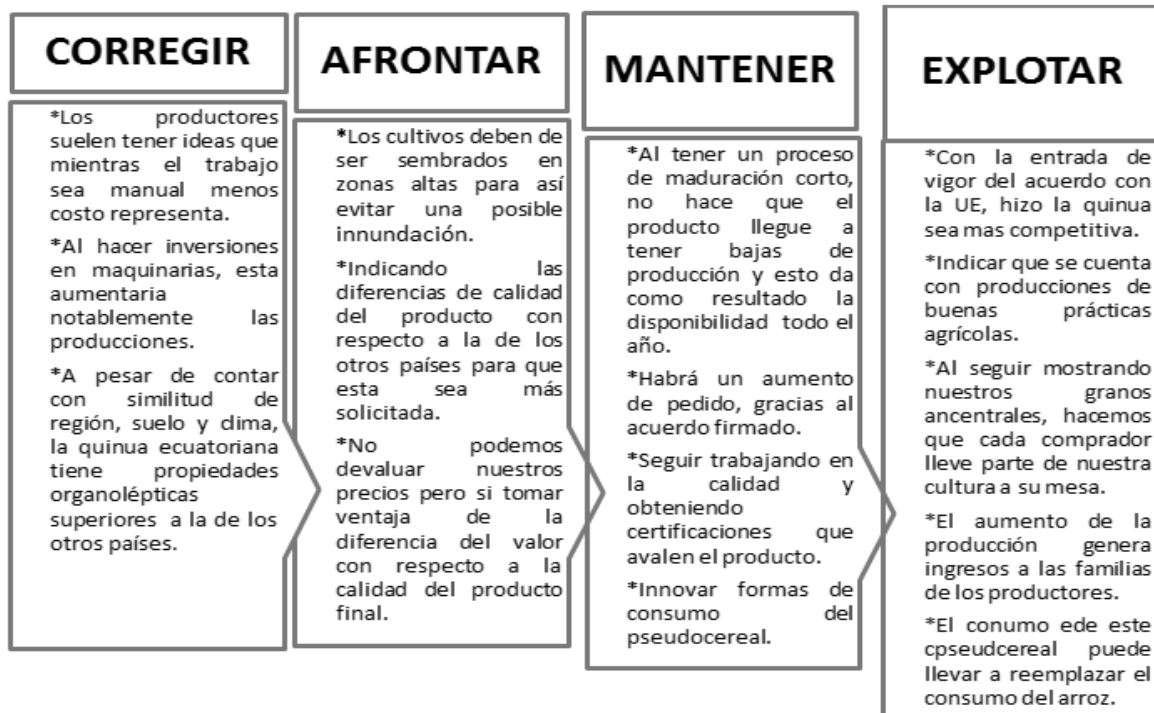 CORREGIR
*Los productores
suelen tener ideas que
mientras el trabajo
sea manual menos
costo representa.
*Al hacer inversiones
en maquinarias, esta
aumentaria
notablemente las
producciones.
*A pesar de contar
con similitud de
región, suelo y clima,
la quinua ecuatoriana
tiene propiedades
organolépticas
superiores a la de los
otros países.
AFRONTAR
*Los cultivos deben de
ser sembrados en
zonas altas para así
evitar una posible
innundación.
*Indicando las
diferencias de calidad
del producto con
respecto a la de los
otros países para que
esta sea más
solicitada.
*No podemos
devaluar nuestros
precios pero si tomar
ventaja de la
diferencia del valor
con respecto a la
calidad del producto
final.
MANTENER
*Al tener un proceso
de maduración corto,
no hace que el
producto llegue a
tener bajas de
producción y esto da
como resultado la
disponibilidad todo el
año.
*Habrá un aumento
de pedido, gracias al
acuerdo firmado.
*Seguir trabajando en
la calidad y
obteniendo
certificaciones que
avalen el producto.
*Innovar formas de
consumo del
pseudocereal.
EXPLOTAR
*Con la entrada de
vigor del acuerdo con
la UE, hizo la quinua
sea mas competitiva.
*Indicar que se cuenta
con producciones de
buenas prácticas
agrícolas.
*Al seguir mostrando
nuestros granos
ancentrales, hacemos
que cada comprador
lleve parte de nuestra
cultura a su mesa.
*El aumento de la
producción genera
ingresos a las familias
de los productores.
*El conumo ede este
cpseudcereal puede
llevar a reemplazar el
consumo del arroz.